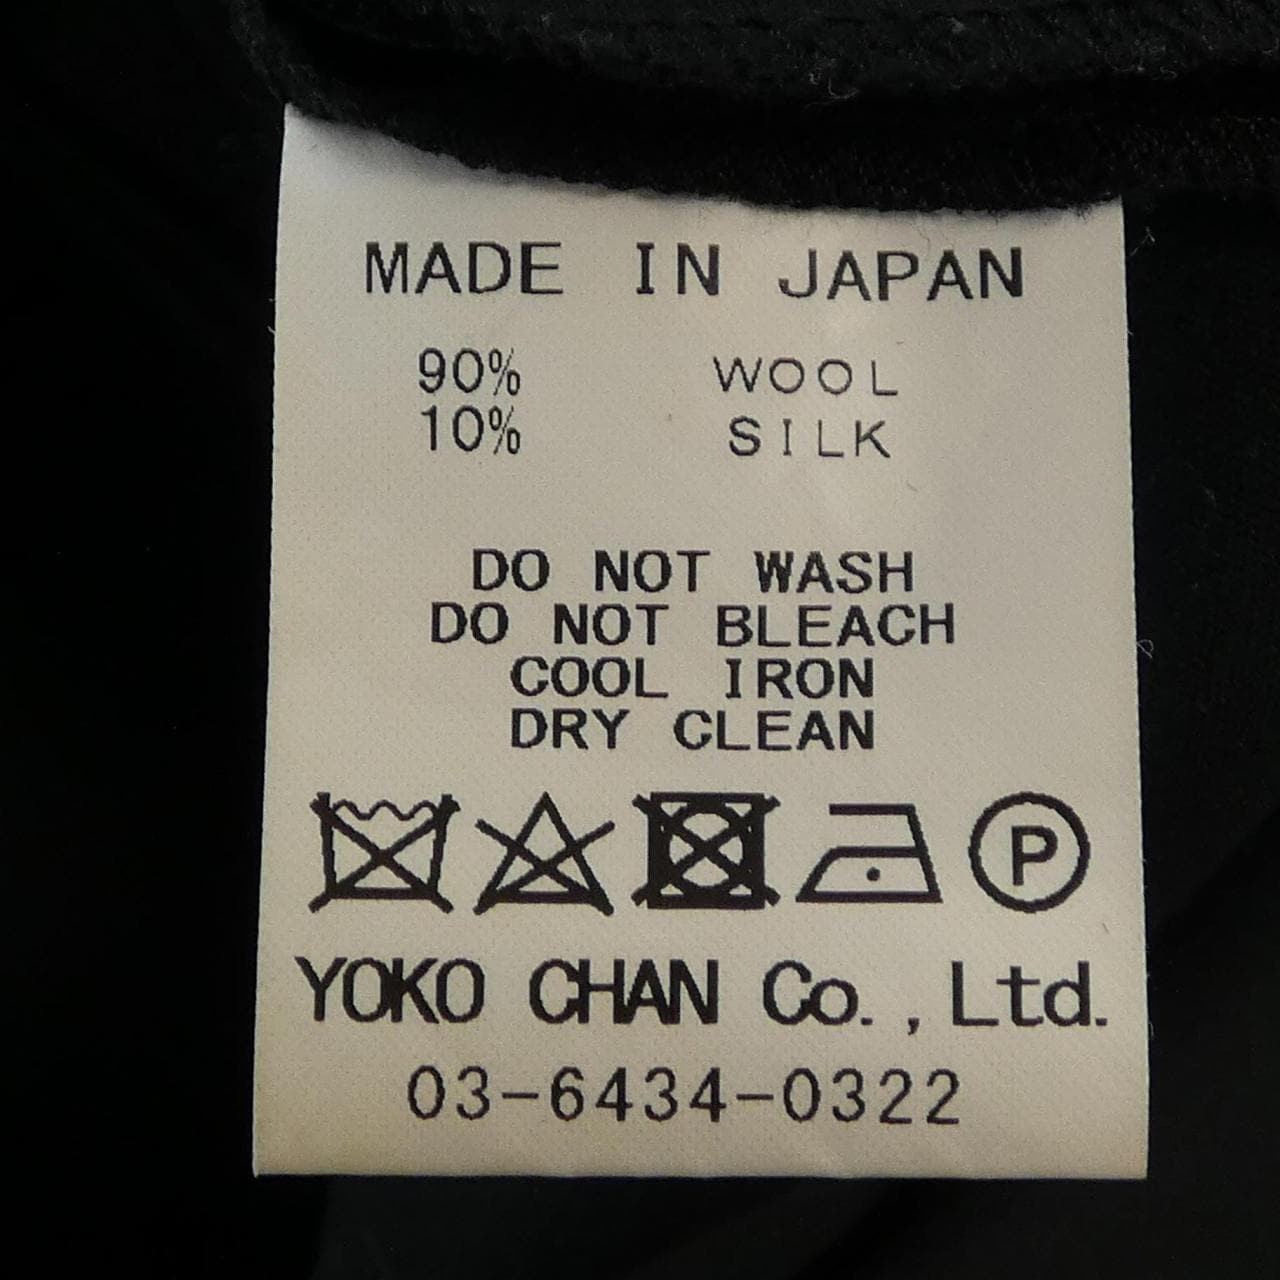 MADE IN JAPAN
90% WOOL
10% SILK
DO NOT WASH
DO NOT BLEACH
COOL IRON
DRY CLEAN
P
YOKO CHAN Co., Ltd.
03-6434-0322